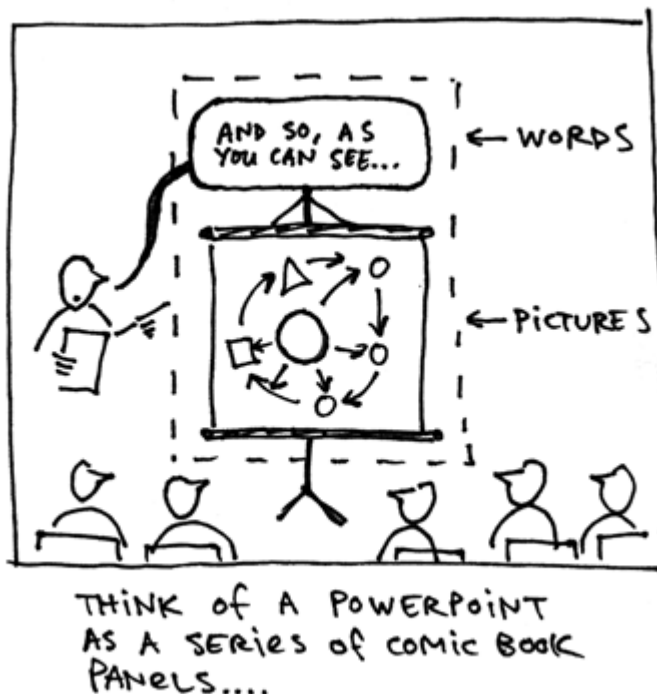 AND SO, AS
YOU CAN SEE...
← WORDS
← PiCTURES
THiNK of A POWERPOiNT
AS A SERiES of COMiC BOOK
PANELS....